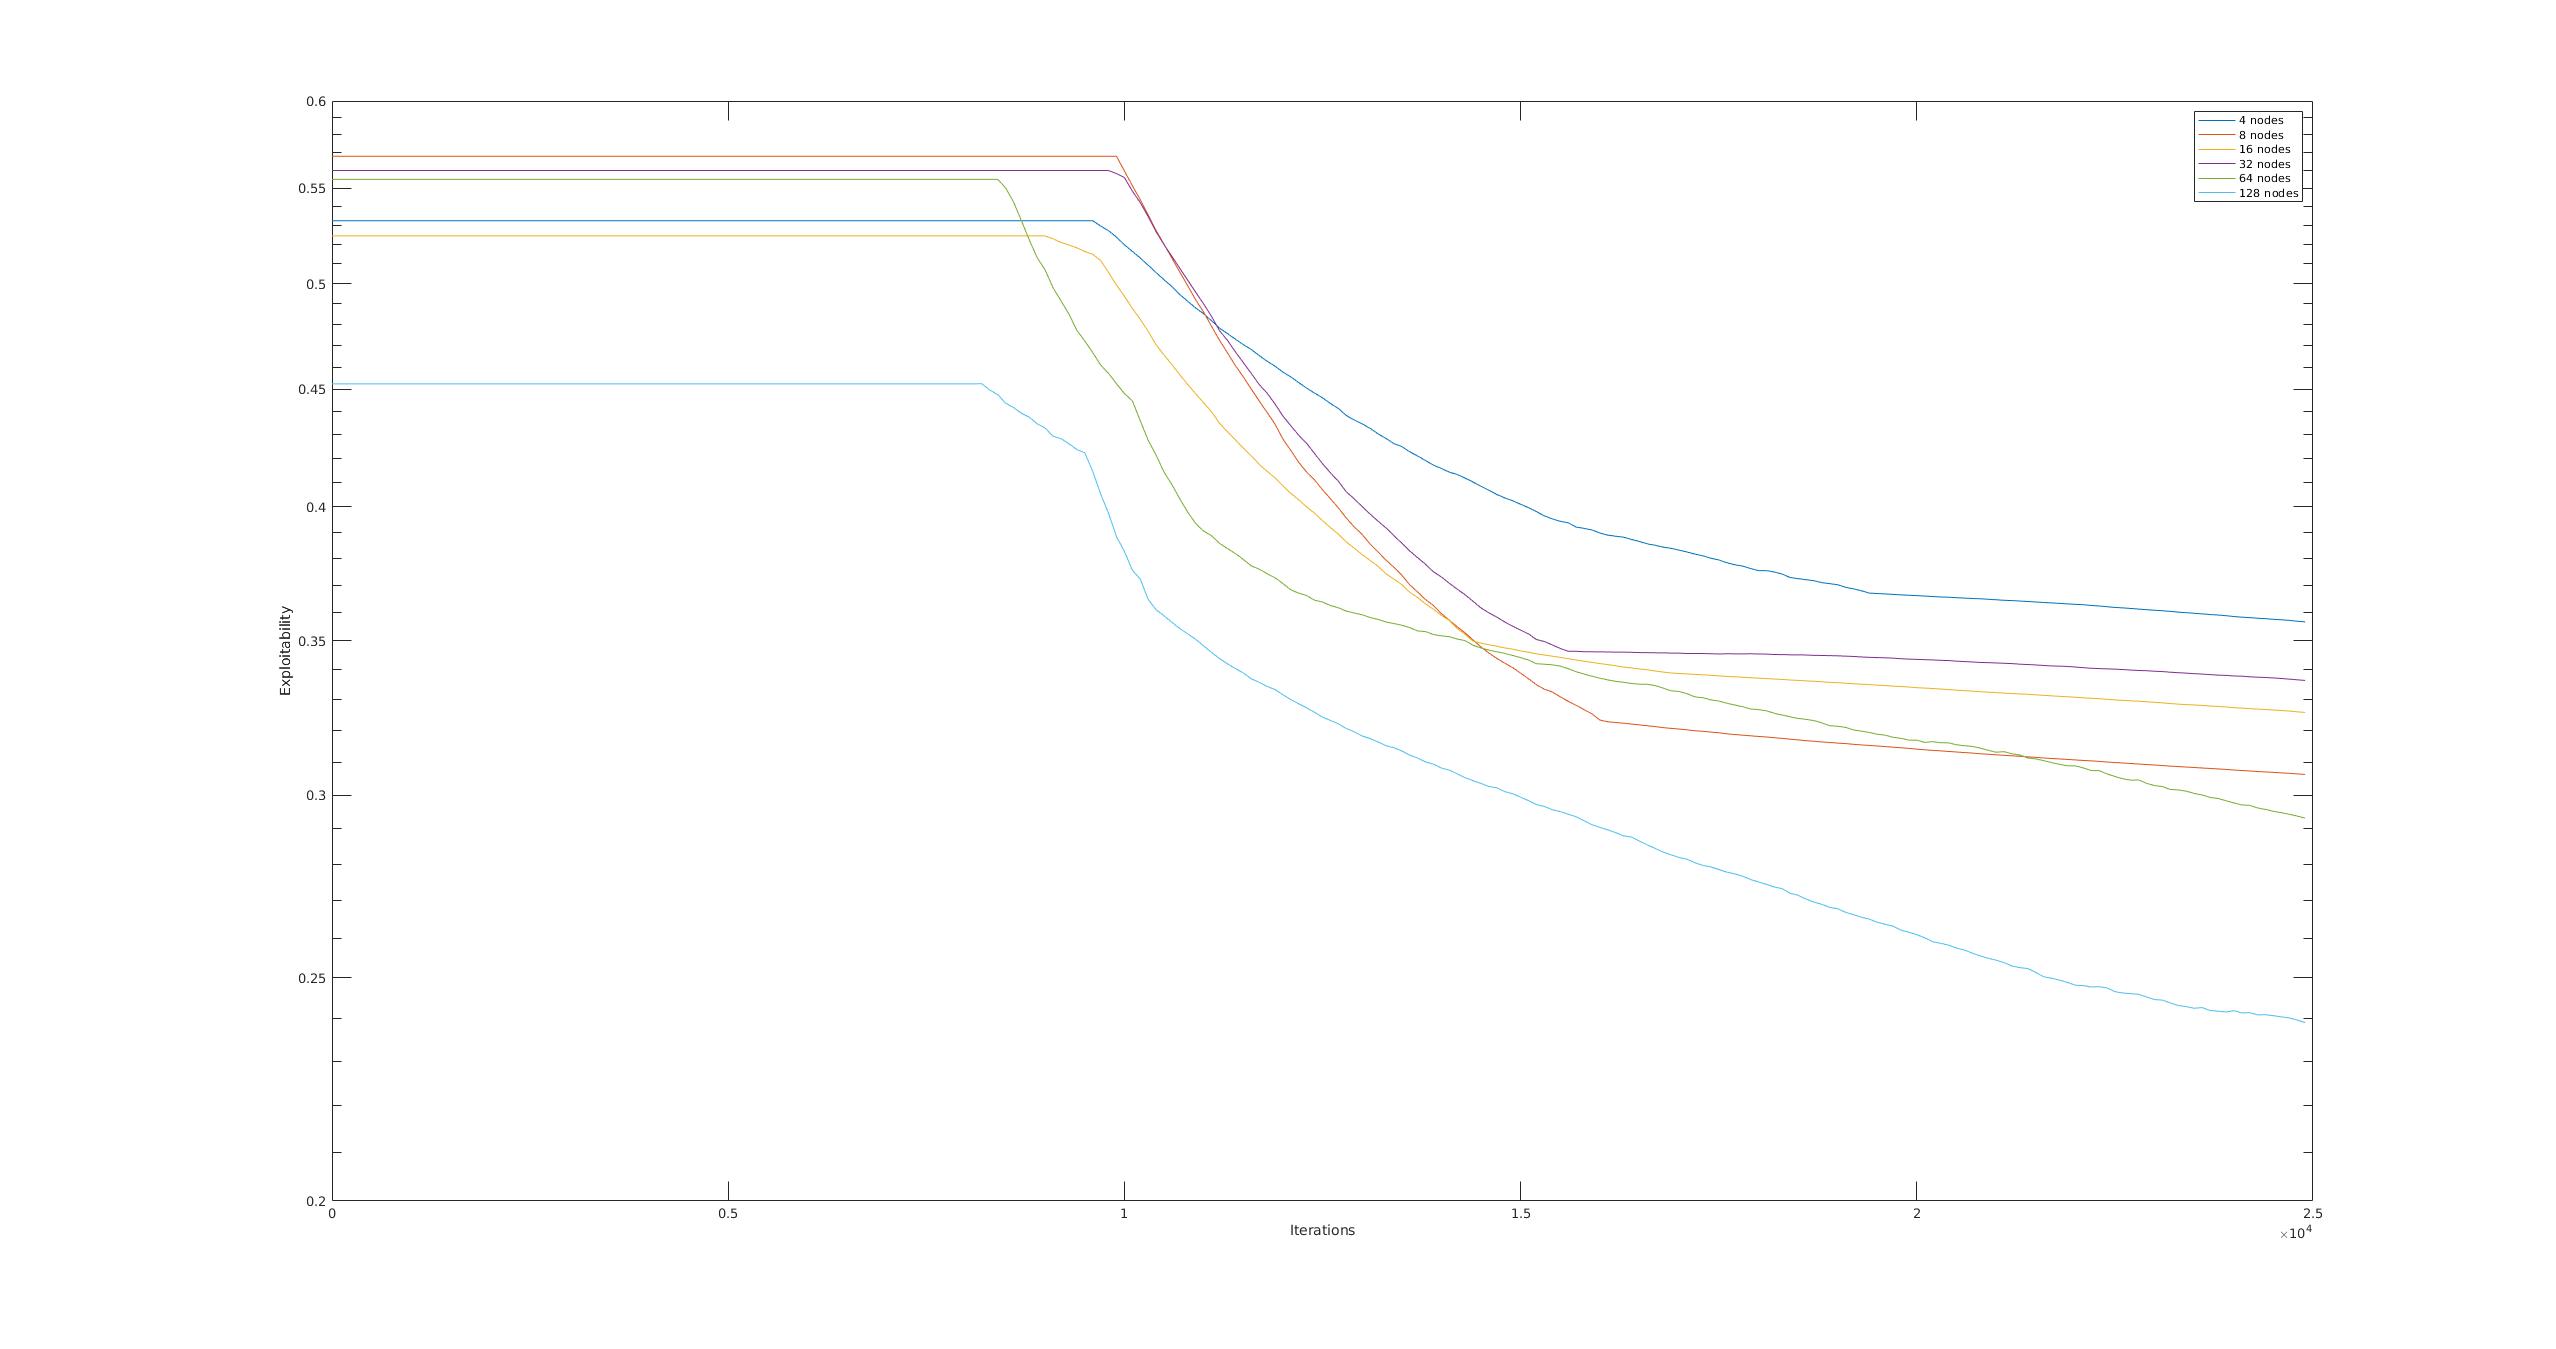 0.6
0.55
0.5
0.45
0.4
0.35
0.3
0.25
0.2
Exploitability
4 nodes
8 nodes
16 nodes
32 nodes
64 nodes
128 nodes
0 0.5 1 1.5 2 2.5
Iterations
×10⁴